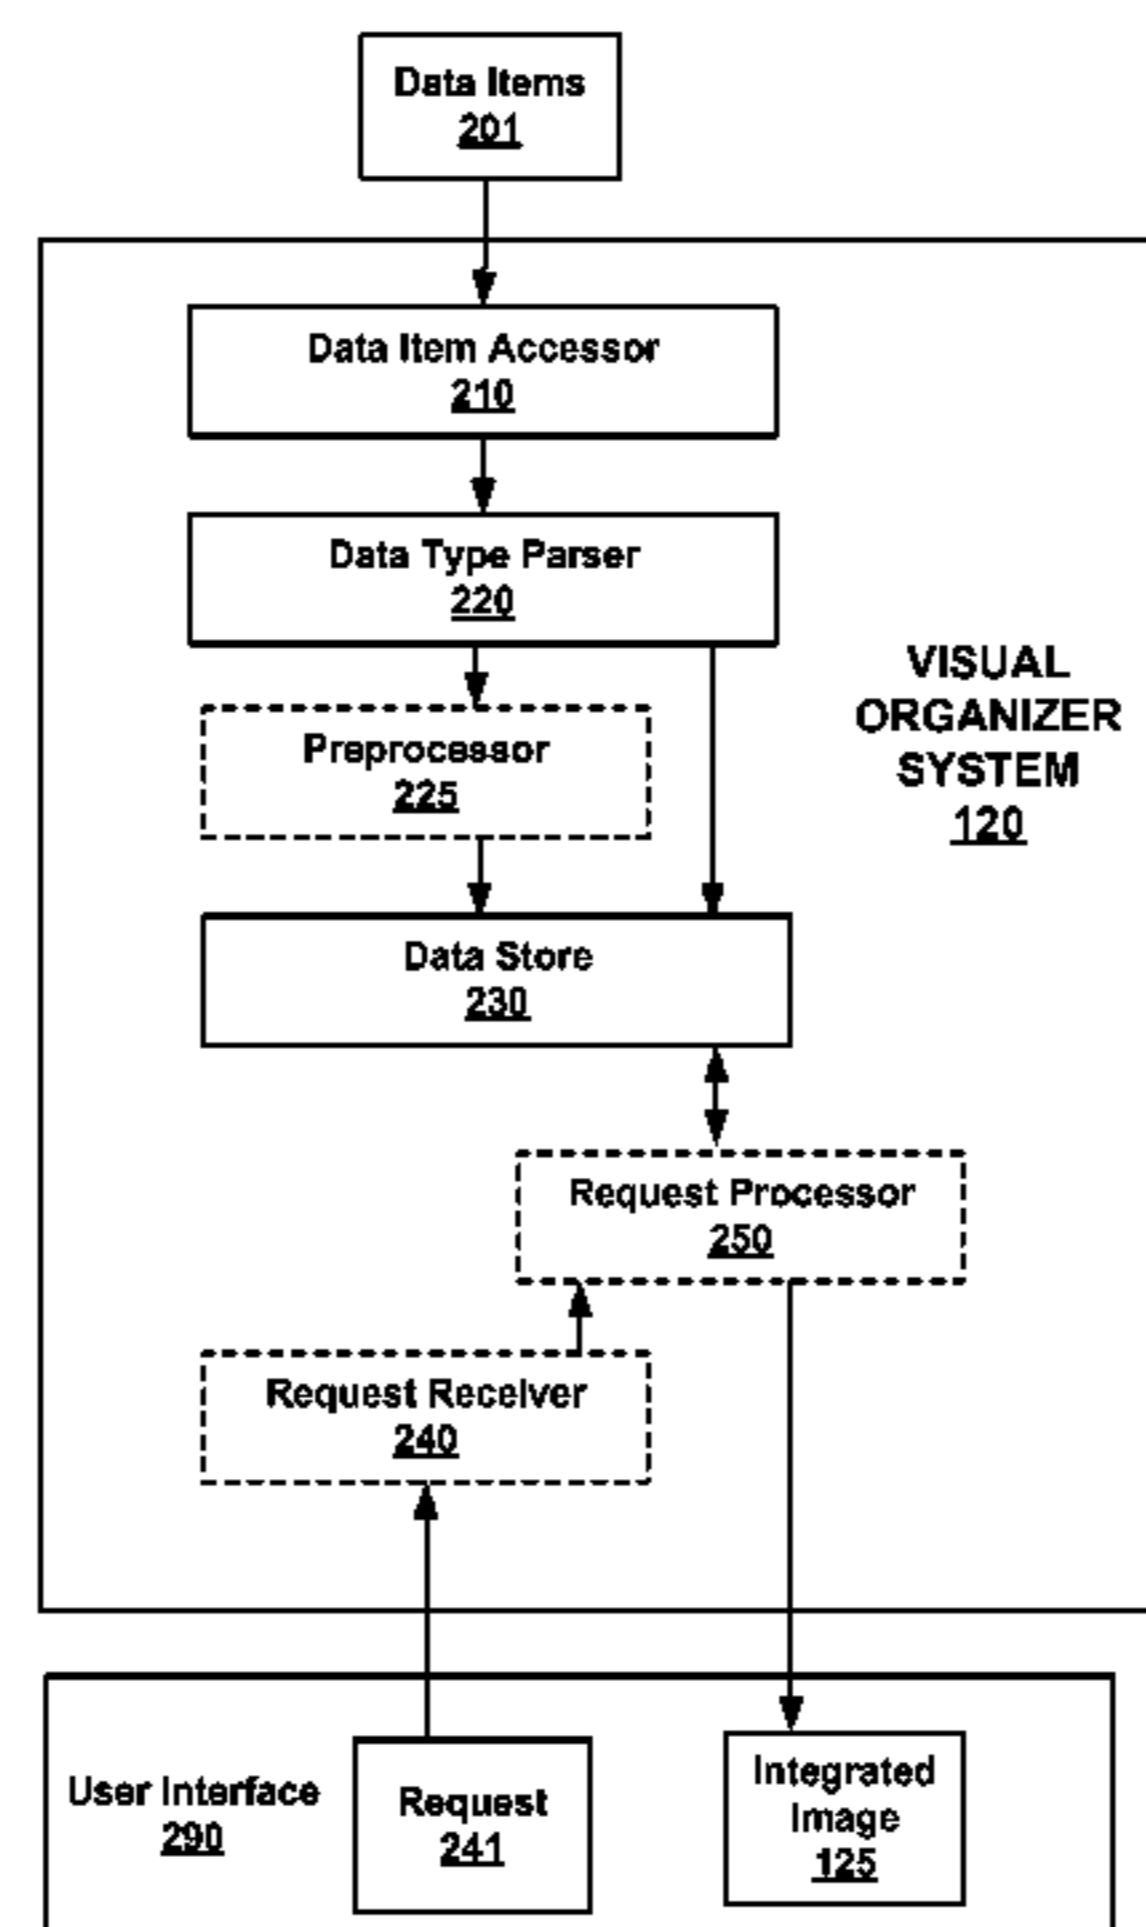 Data Items
201
Data Item Accessor
210
Data Type Parser
220
VISUAL
ORGANIZER
SYSTEM
120
Preprocessor
225
Data Store
230
Request Processor
250
Request Receiver
240
User Interface
290
Request
241
Integrated
Image
125